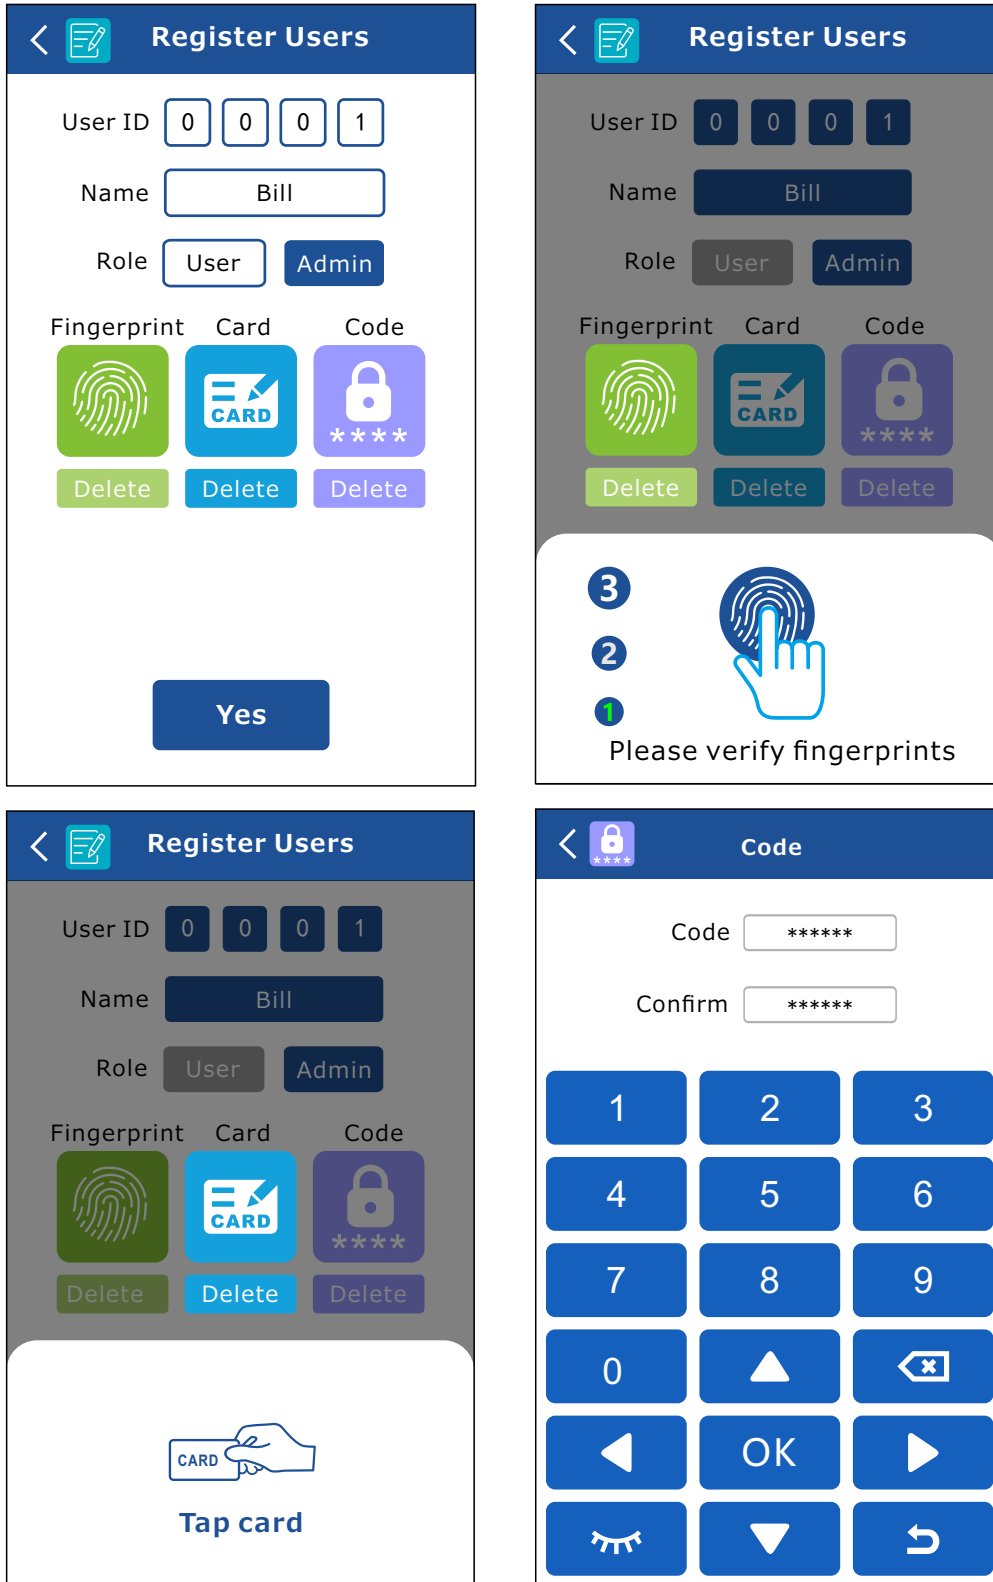 Register Users
User ID 0 0 0 1
Name Bill
Role User Admin
Fingerprint Card Code
CARD
****
Delete Delete Delete
Yes
Register Users
User ID 0 0 0 1
Name Bill
Role User Admin
Fingerprint Card Code
CARD
****
Delete Delete Delete
3
2
1
Please verify fingerprints
Register Users
User ID 0 0 0 1
Name Bill
Role User Admin
Fingerprint Card Code
CARD
****
Delete Delete Delete
CARD
Tap card
****
Code
Code ******
Confirm ******
1 2 3
4 5 6
7 8 9
0
OK